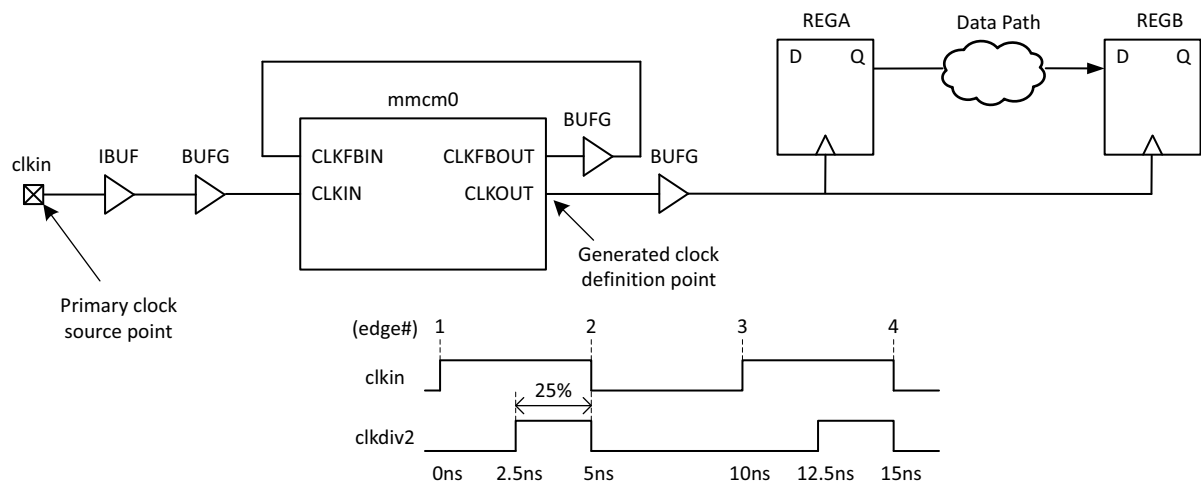 REGA
Data Path
REGB
D
Q
D
Q
mmcm0
BUFG
clkin
IBUF
BUFG
CLKFBIN
CLKFBOUT
BUFG
CLKIN
CLKOUT
Generated clock
definition point
Primary clock
source point
(edge#)
1
2
3
4
clkin
25%
clkdiv2
0ns
2.5ns
5ns
10ns
12.5ns
15ns